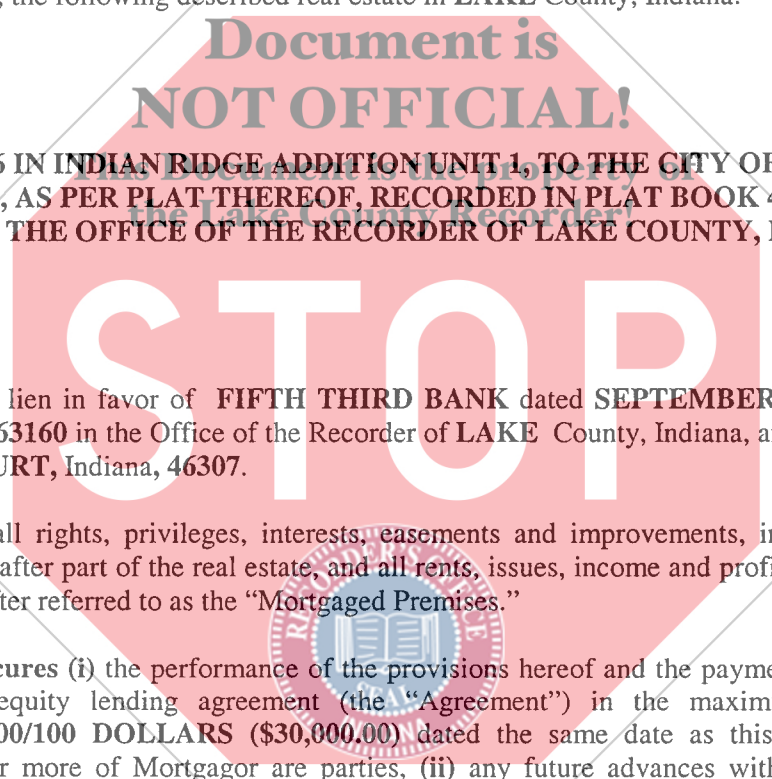 the following described real estate in LAKE County, Indiana:
Document is
NOT OFFICIAL!
IN INDIAN RIDGE ADDITION UNIT 1, TO THE CITY OF
This Document is the property of
, AS PER PLAT THEREOF, RECORDED IN PLAT BOOK 4
the Lake County Recorder!
THE OFFICE OF THE RECORDER OF LAKE COUNTY, I
STOP
lien in favor of FIFTH THIRD BANK dated SEPTEMBER
63160 in the Office of the Recorder of LAKE County, Indiana, a
URT, Indiana, 46307.
all rights, privileges, interests, easements and improvements, in
after part of the real estate, and all rents, issues, income and profi
ter referred to as the “Mortgaged Premises.”
RECORDER'S OFFICE
SEAL
INDIANA
cures (i) the performance of the provisions hereof and the payme
equity lending agreement (the “Agreement”) in the maxim
00/100 DOLLARS ($30,000.00) dated the same date as this
r more of Mortgagor are parties, (ii) any future advances with